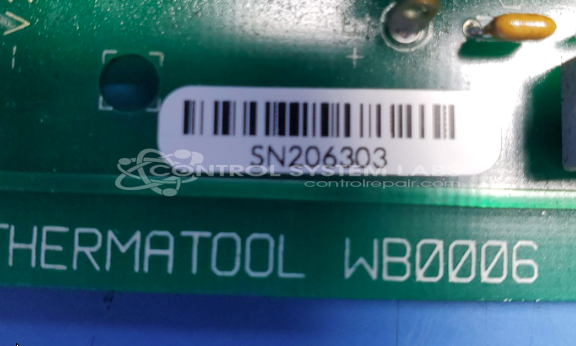 SN206303
CONTROL SYSTEM LABS
controlrepair.com
THERMATOOL WB0006